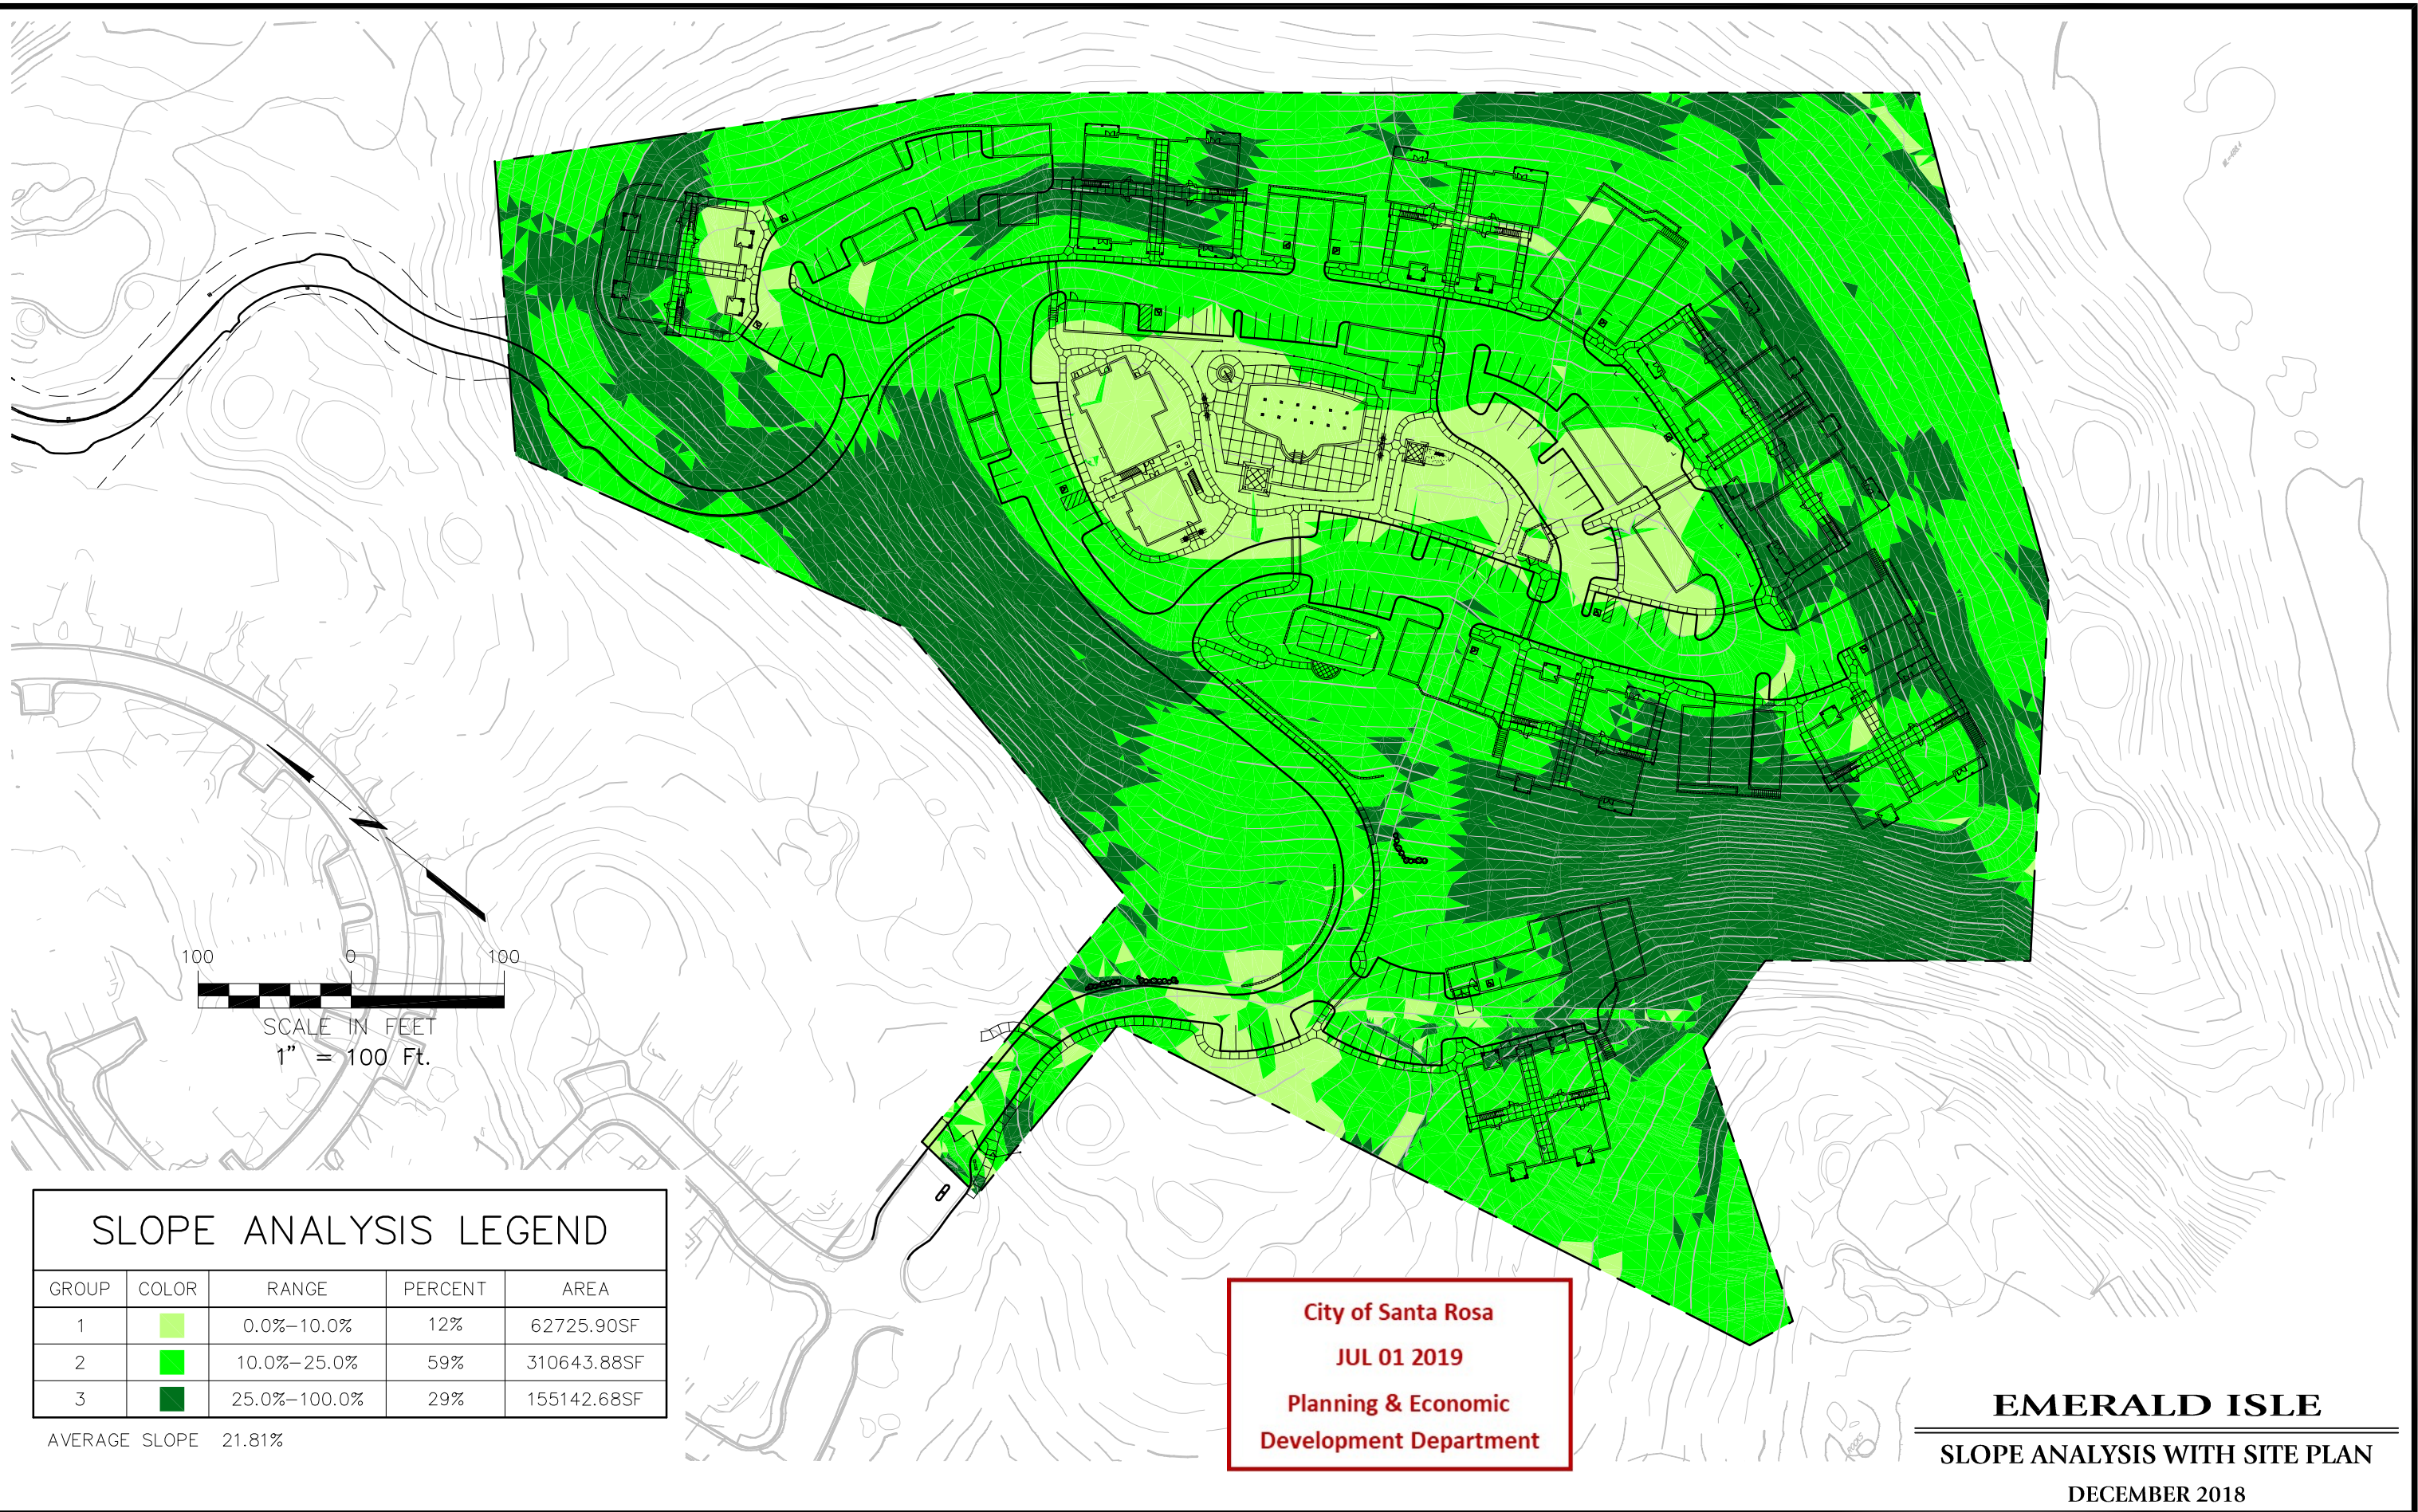 100 0 100
SCALE IN FEET
1" = 100 Ft.
SLOPE ANALYSIS LEGEND
GROUP COLOR RANGE PERCENT AREA
1 0.0%-10.0% 12% 62725.90SF
2 10.0%-25.0% 59% 310643.88SF
3 25.0%-100.0% 29% 155142.68SF
AVERAGE SLOPE 21.81%
City of Santa Rosa
JUL 01 2019
Planning & Economic
Development Department
EMERALD ISLE
SLOPE ANALYSIS WITH SITE PLAN
DECEMBER 2018